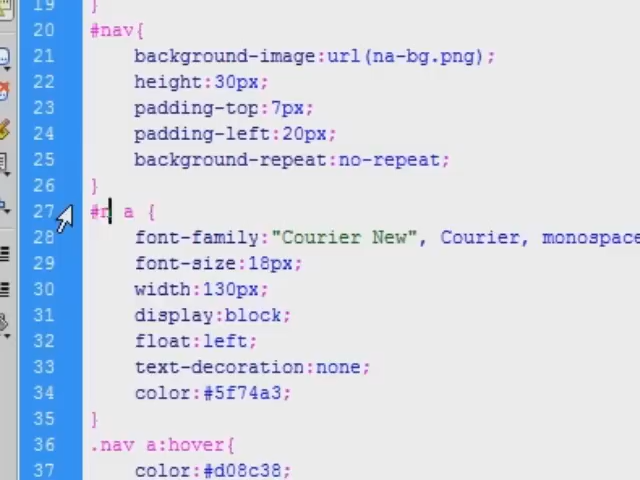 19 }
20 #nav{
21 background-image:url(na-bg.png);
22 height:30px;
23 padding-top:7px;
24 padding-left:20px;
25 background-repeat:no-repeat;
26 }
27 #n a {
28 font-family:"Courier New", Courier, monospace
29 font-size:18px;
30 width:130px;
31 display:block;
32 float:left;
33 text-decoration:none;
34 color:#5f74a3;
35 }
36 .nav a:hover{
37 color:#d08c38;